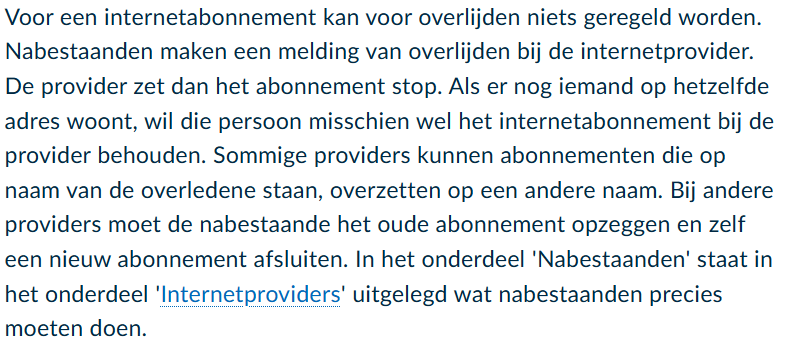 Voor een internetabonnement kan voor overlijden niets geregeld worden.
Nabestaanden maken een melding van overlijden bij de internetprovider.
De provider zet dan het abonnement stop. Als er nog iemand op hetzelfde
adres woont, wil die persoon misschien wel het internetabonnement bij de
provider behouden. Sommige providers kunnen abonnementen die op
naam van de overledene staan, overzetten op een andere naam. Bij andere
providers moet de nabestaande het oude abonnement opzeggen en zelf
een nieuw abonnement afsluiten. In het onderdeel 'Nabestaanden' staat in
het onderdeel 'Internetproviders' uitgelegd wat nabestaanden precies
moeten doen.